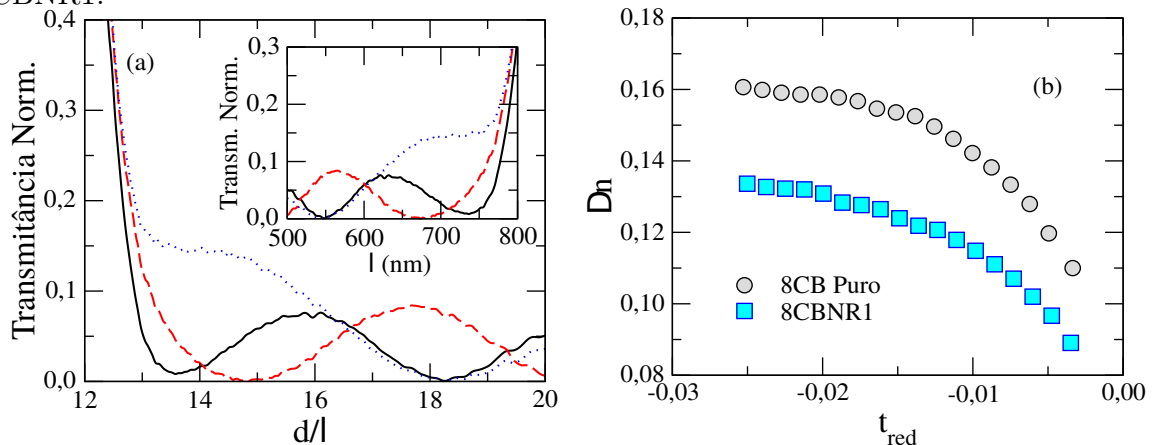 CBNR1.
Transmitância Norm.
0,4
0,3
0,2
0,1
0,0
12
14
16
18
20
d/l
(a)
Transm. Norm.
0,3
0,2
0,1
0,0
500
600
700
800
l (nm)
Dn
0,18
0,16
0,14
0,12
0,10
0,08
-0,03
-0,02
-0,01
0,00
t_red
(b)
8CB Puro
8CBNR1